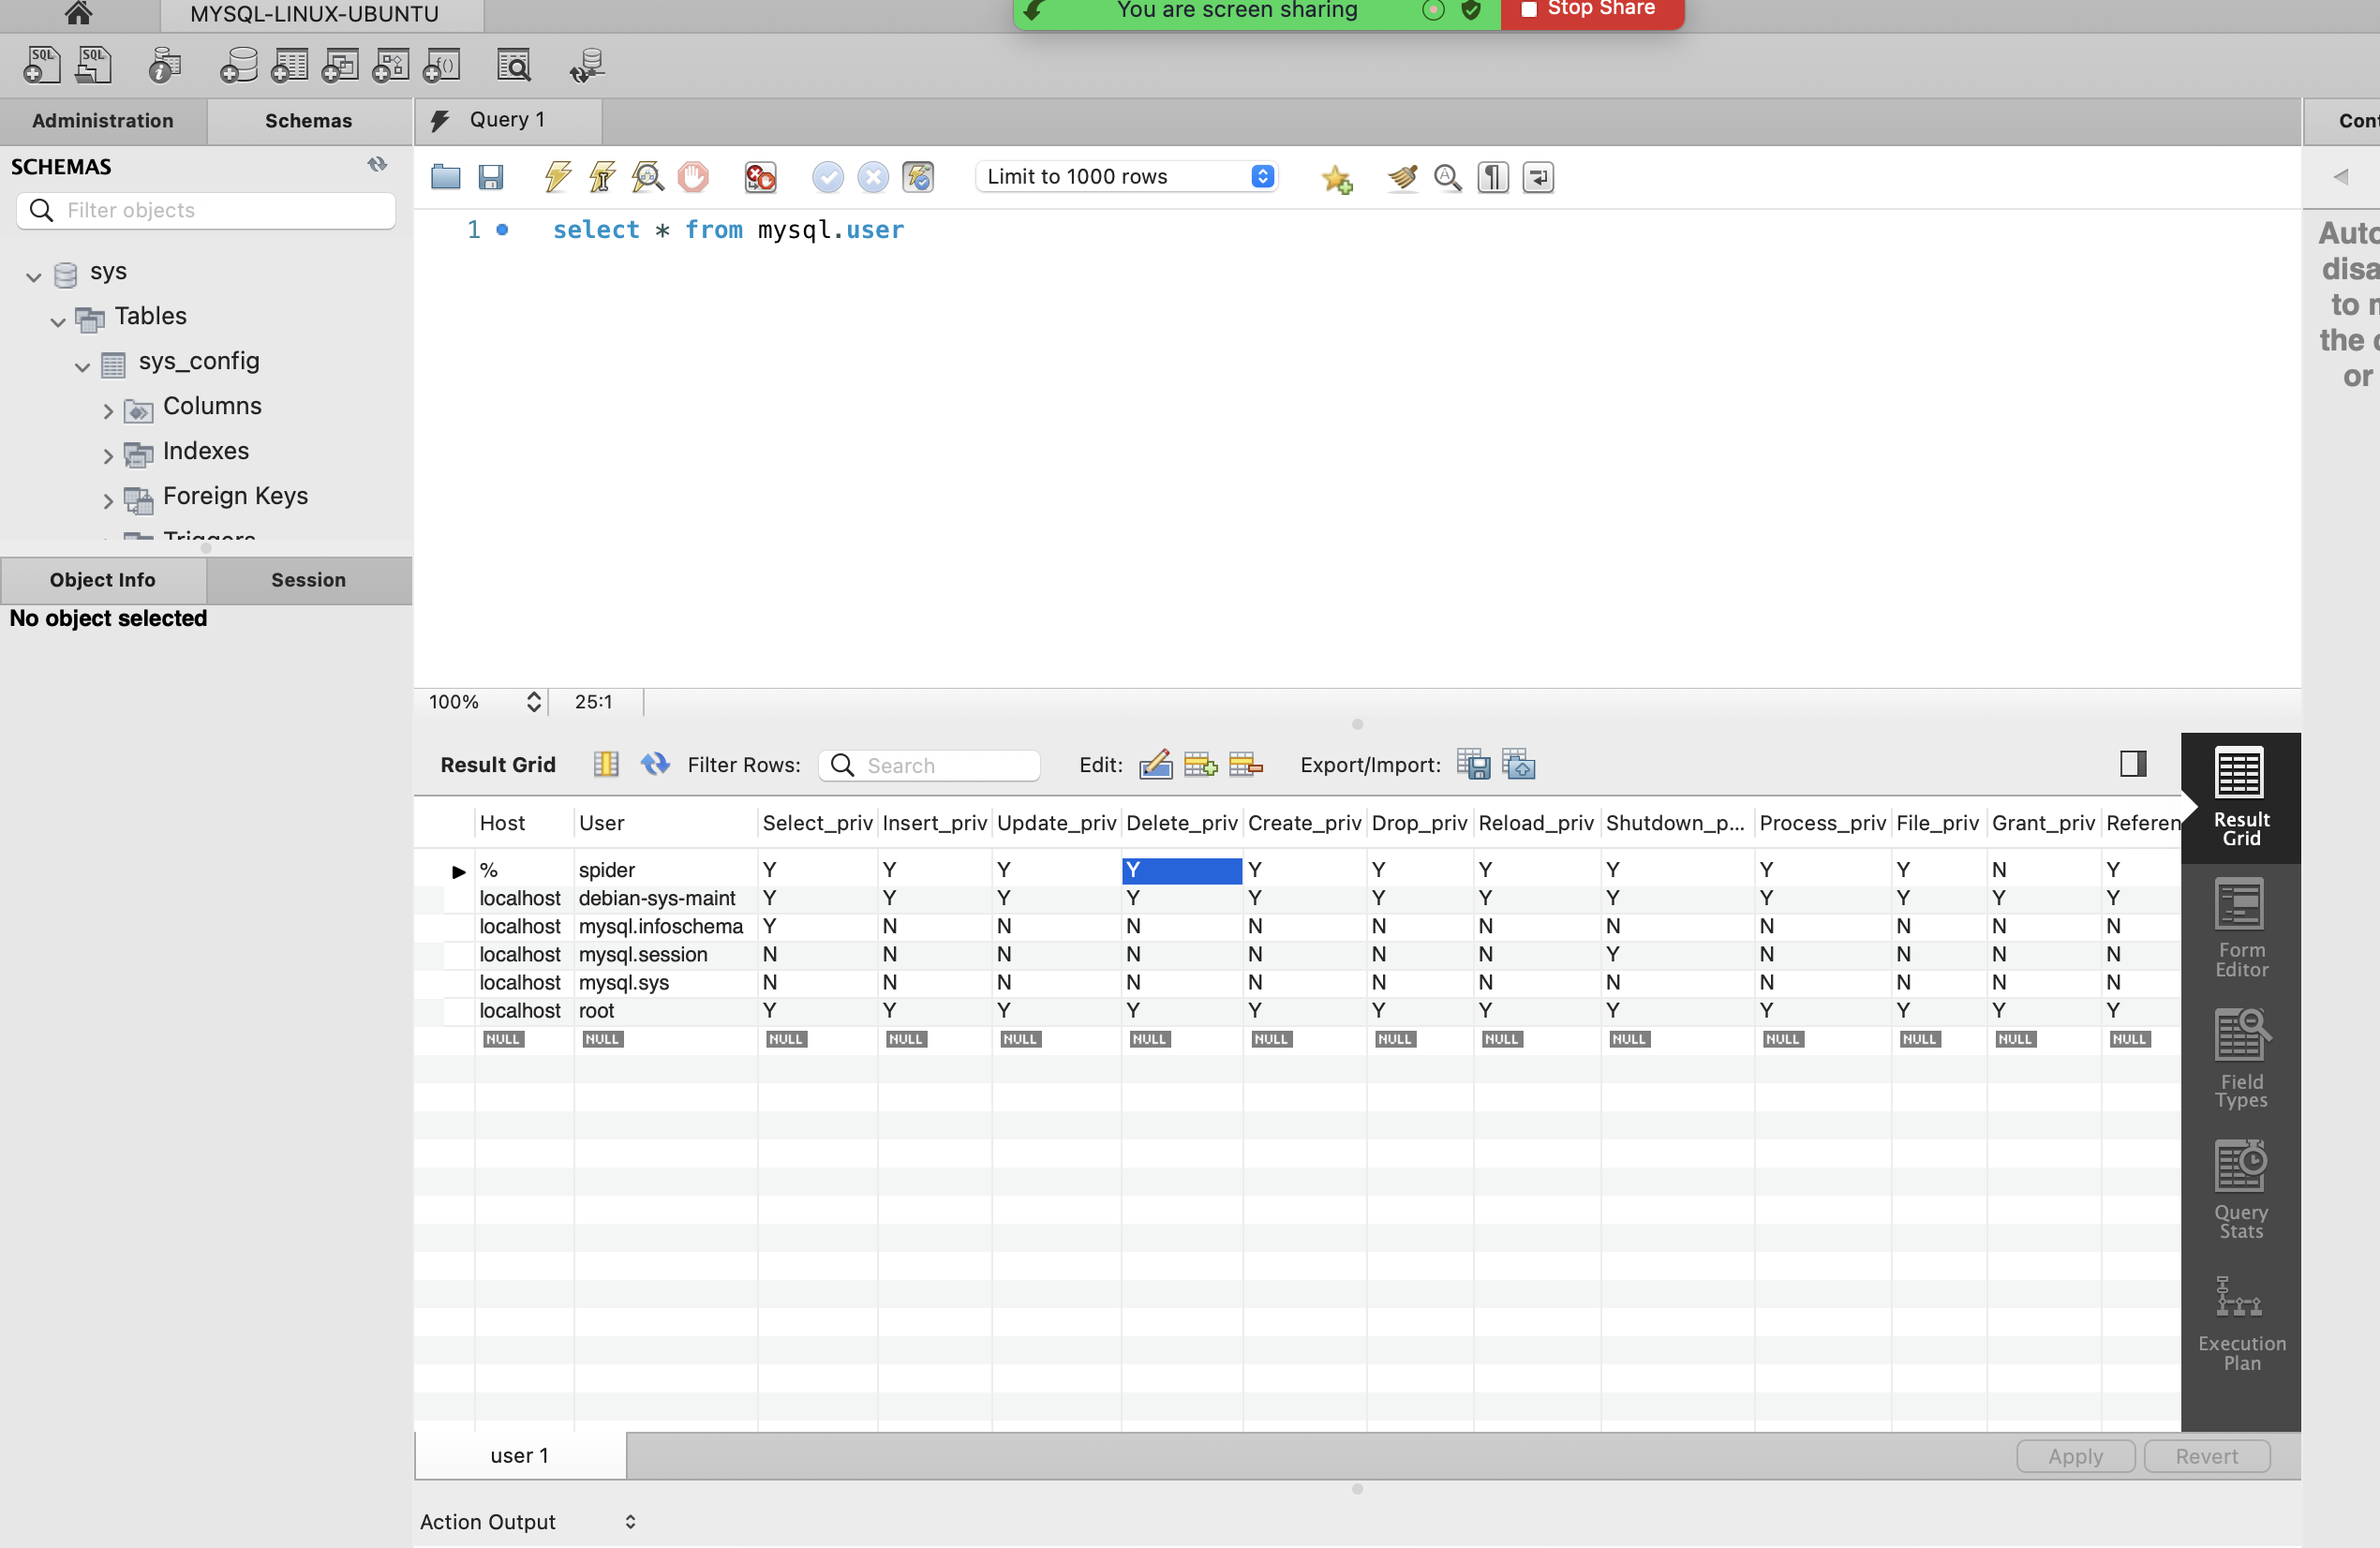 MYSQL-LINUX-UBUNTU
You are screen sharing
Stop Share
SQL
SQL
Administration
Schemas
Query 1
SCHEMAS
Filter objects
Limit to 1000 rows
1 select * from mysql.user
sys
Tables
sys_config
Columns
Indexes
Foreign Keys
Triggers
Object Info
Session
No object selected
disa
to
the
or
100%
25:1
Result Grid
Filter Rows:
Search
Edit:
Export/Import:
Host User Select_priv Insert_priv Update_priv Delete_priv Create_priv Drop_priv Reload_priv Shutdown_p... Process_priv File_priv Grant_priv Referen
% spider Y Y Y Y Y Y Y Y Y Y N Y
localhost debian-sys-maint Y Y Y Y Y Y Y Y Y Y Y Y
localhost mysql.infoschema Y N N N N N N N N N N N
localhost mysql.session N N N N N N N Y N N N N
localhost mysql.sys N N N N N N N N N N N N
localhost root Y Y Y Y Y Y Y Y Y Y Y Y
NULL NULL NULL NULL NULL NULL NULL NULL NULL NULL NULL NULL NULL NULL
Result
Grid
Form
Editor
Field
Types
Query
Stats
Execution
Plan
user 1
Apply
Revert
Action Output